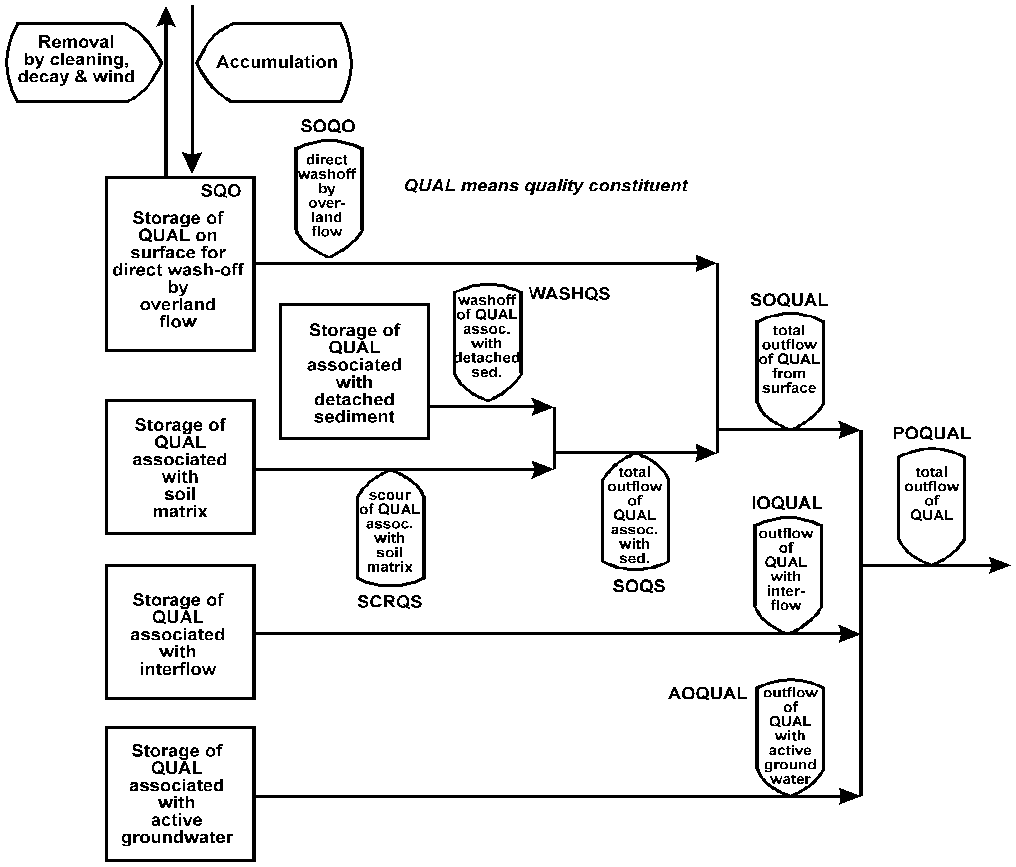 Removal
by cleaning,
decay & wind
Accumulation
SOQO
direct
washoff
by
over-
land
flow
QUAL means quality constituent
SQO
Storage of
QUAL on
surface for
direct wash-off
by
overland
flow
WASHQS
washoff
of QUAL
assoc.
with
detached
sed.
Storage of
QUAL
associated
with
detached
sediment
SOQUAL
total
outflow
of QUAL
from
surface
Storage of
QUAL
associated
with
soil
matrix
scour
of QUAL
assoc.
with
soil
matrix
SCRQS
total
outflow
of
QUAL
assoc.
with
sed.
SOQS
POQUAL
total
outflow
of
QUAL
IOQUAL
outflow
of
QUAL
with
inter-
flow
Storage of
QUAL
associated
with
interflow
AOQUAL
outflow
of
QUAL
with
active
ground
water
Storage of
QUAL
associated
with
active
groundwater